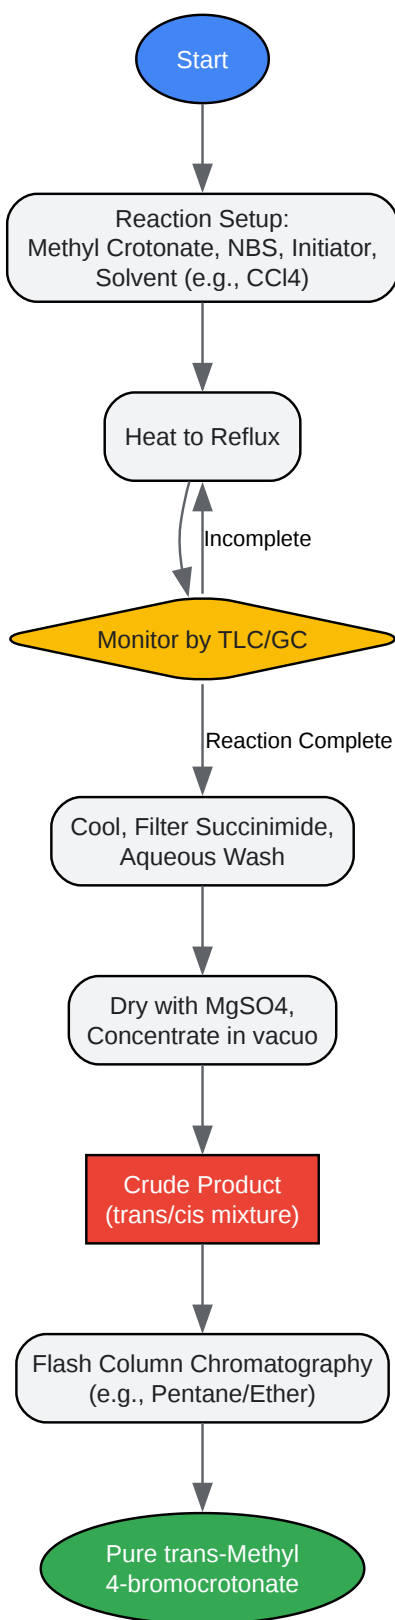 Start
Reaction Setup:
Methyl Crotonate, NBS, Initiator,
Solvent (e.g., CCl4)
Heat to Reflux
Incomplete
Monitor by TLC/GC
Reaction Complete
Cool, Filter Succinimide,
Aqueous Wash
Dry with MgSO4,
Concentrate in vacuo
Crude Product
(trans/cis mixture)
Flash Column Chromatography
(e.g., Pentane/Ether)
Pure trans-Methyl
4-bromocrotonate